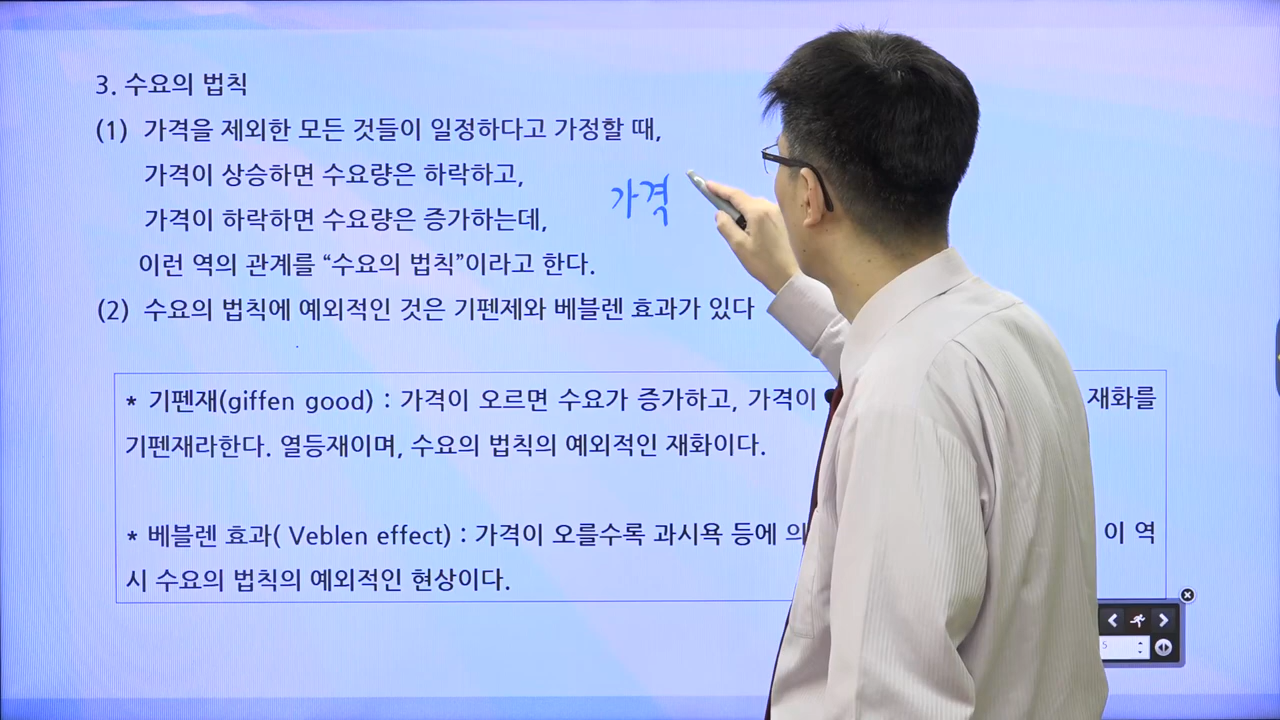 3. 수요의 법칙
(1) 가격을 제외한 모든 것들이 일정하다고 가정할 때,
가격이 상승하면 수요량은 하락하고,
가격
가격이 하락하면 수요량은 증가하는데,
이런 역의 관계를 “수요의 법칙”이라고 한다.
(2) 수요의 법칙에 예외적인 것은 기펜제와 베블렌 효과가 있다
* 기펜재(giffen good) : 가격이 오르면 수요가 증가하고, 가격이 재화를
기펜재라한다. 열등재이며, 수요의 법칙의 예외적인 재화이다.
* 베블렌 효과( Veblen effect) : 가격이 오를수록 과시욕 등에 의 이 역
시 수요의 법칙의 예외적인 현상이다.
5